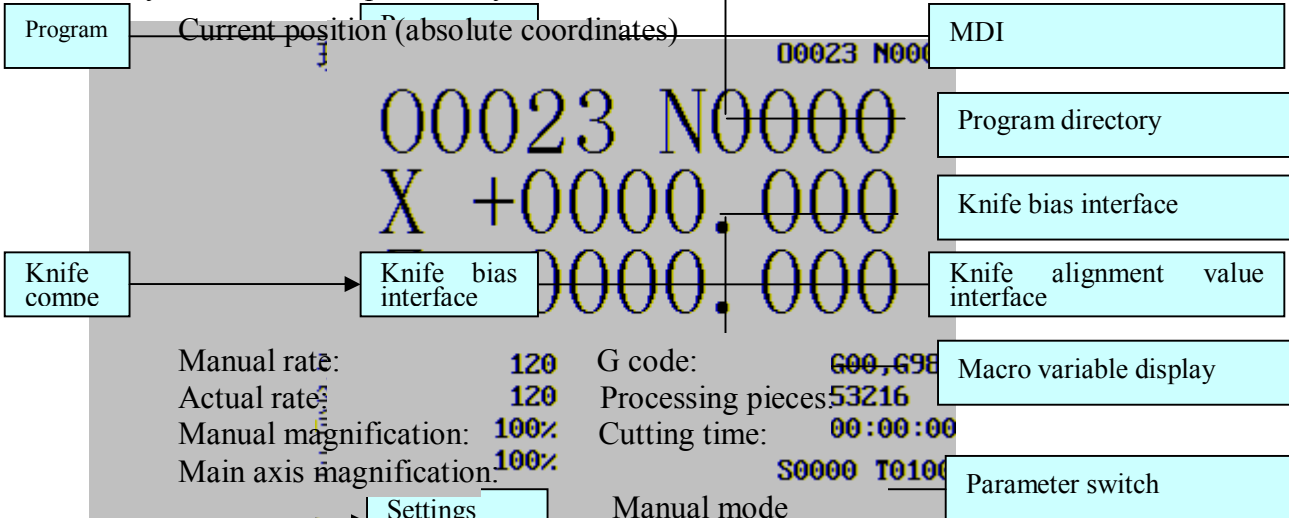 Program
Current position (absolute coordinates)
MDI
O0023 N000
O0023 N0000
Program directory
X +0000.000
Knife bias interface
0000.000
Knife compe
Knife bias interface
Knife alignment value interface
Manual rate: 120
G code: G00,G98
Macro variable display
Actual rate: 120
Processing pieces: 53216
Manual magnification: 100%
Cutting time: 00:00:00
Main axis magnification: 100%
S0000 T0100
Parameter switch
Settings
Manual mode